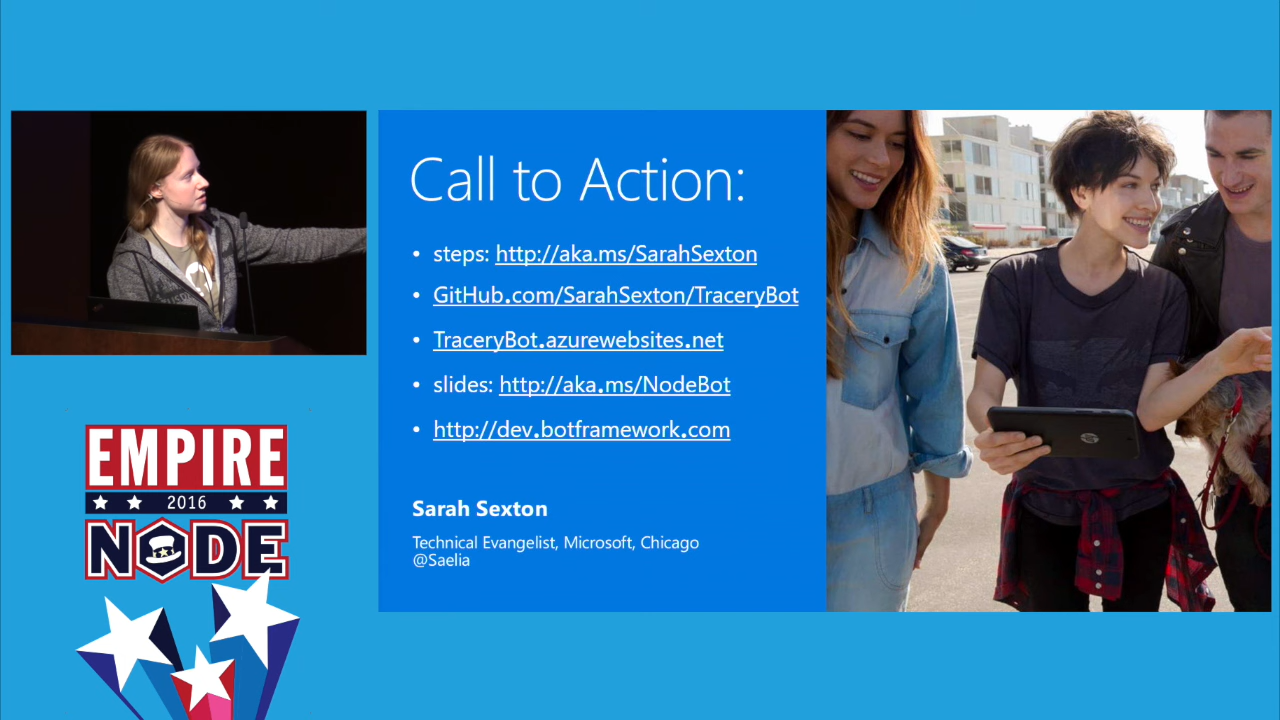 Call to Action:
• steps: http://aka.ms/SarahSexton
• GitHub.com/SarahSexton/TraceryBot
• TraceryBot.azurewebsites.net
• slides: http://aka.ms/NodeBot
• http://dev.botframework.com
Sarah Sexton
Technical Evangelist, Microsoft, Chicago
@Saelia
EMPIRE
2016
NODE
hp